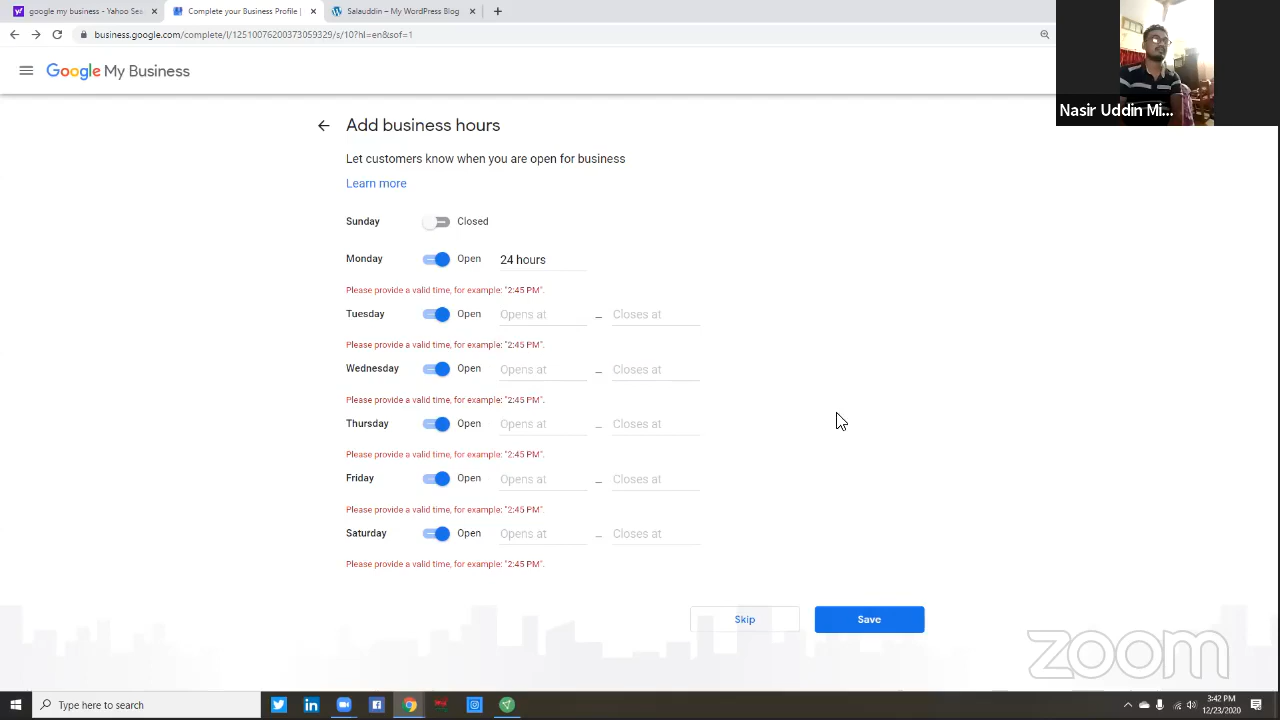 google my business - Yahoo Sea
Complete your Business Profile |
Salauddin – My WordPress Blog
business.google.com/complete/l/12510076200373059329/s/10?hl=en&sof=1
Google My Business
Nasir Uddin Mi...
Add business hours
Let customers know when you are open for business
Learn more
Sunday Closed
Monday Open 24 hours
Please provide a valid time, for example: "2:45 PM".
Tuesday Open Opens at – Closes at
Please provide a valid time, for example: "2:45 PM".
Wednesday Open Opens at – Closes at
Please provide a valid time, for example: "2:45 PM".
Thursday Open Opens at – Closes at
Please provide a valid time, for example: "2:45 PM".
Friday Open Opens at – Closes at
Please provide a valid time, for example: "2:45 PM".
Saturday Open Opens at – Closes at
Please provide a valid time, for example: "2:45 PM".
Skip Save
zoom
Type here to search
3:42 PM
12/23/2020